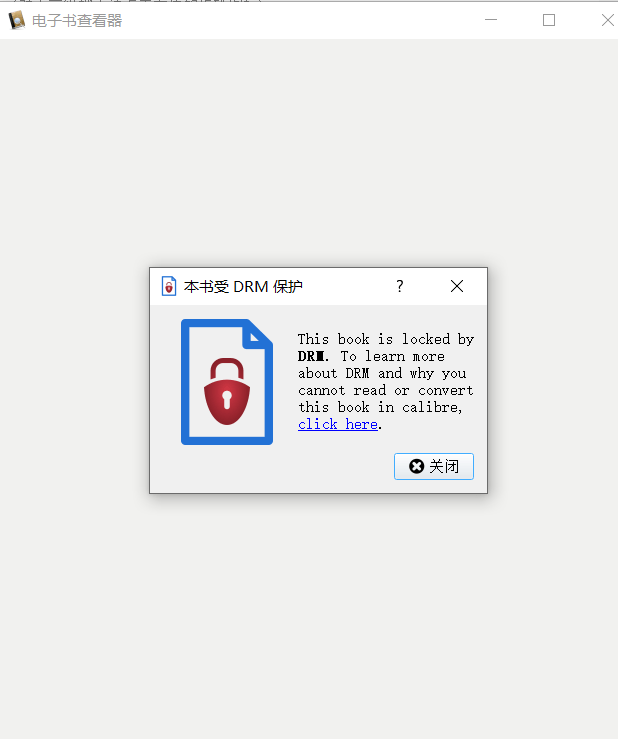 电子书查看器
本书受 DRM 保护
?
This book is locked by
DRM. To learn more
about DRM and why you
cannot read or convert
this book in calibre,
click here.
关闭